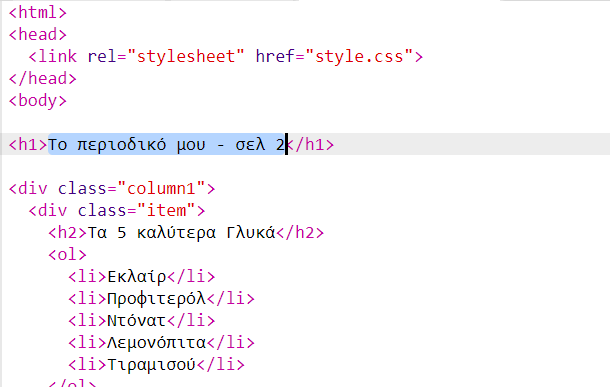 <html>
<head>
<link rel="stylesheet" href="style.css">
</head>
<body>
<h1>Το περιοδικό μου - σελ 2</h1>
<div class="column1">
<div class="item">
<h2>Τα 5 καλύτερα Γλυκά</h2>
<ol>
<li>Εκλαίρ</li>
<li>Προφιτερόλ</li>
<li>Ντόνατ</li>
<li>Λεμονόπιτα</li>
<li>Τιραμισού</li>
</ol>